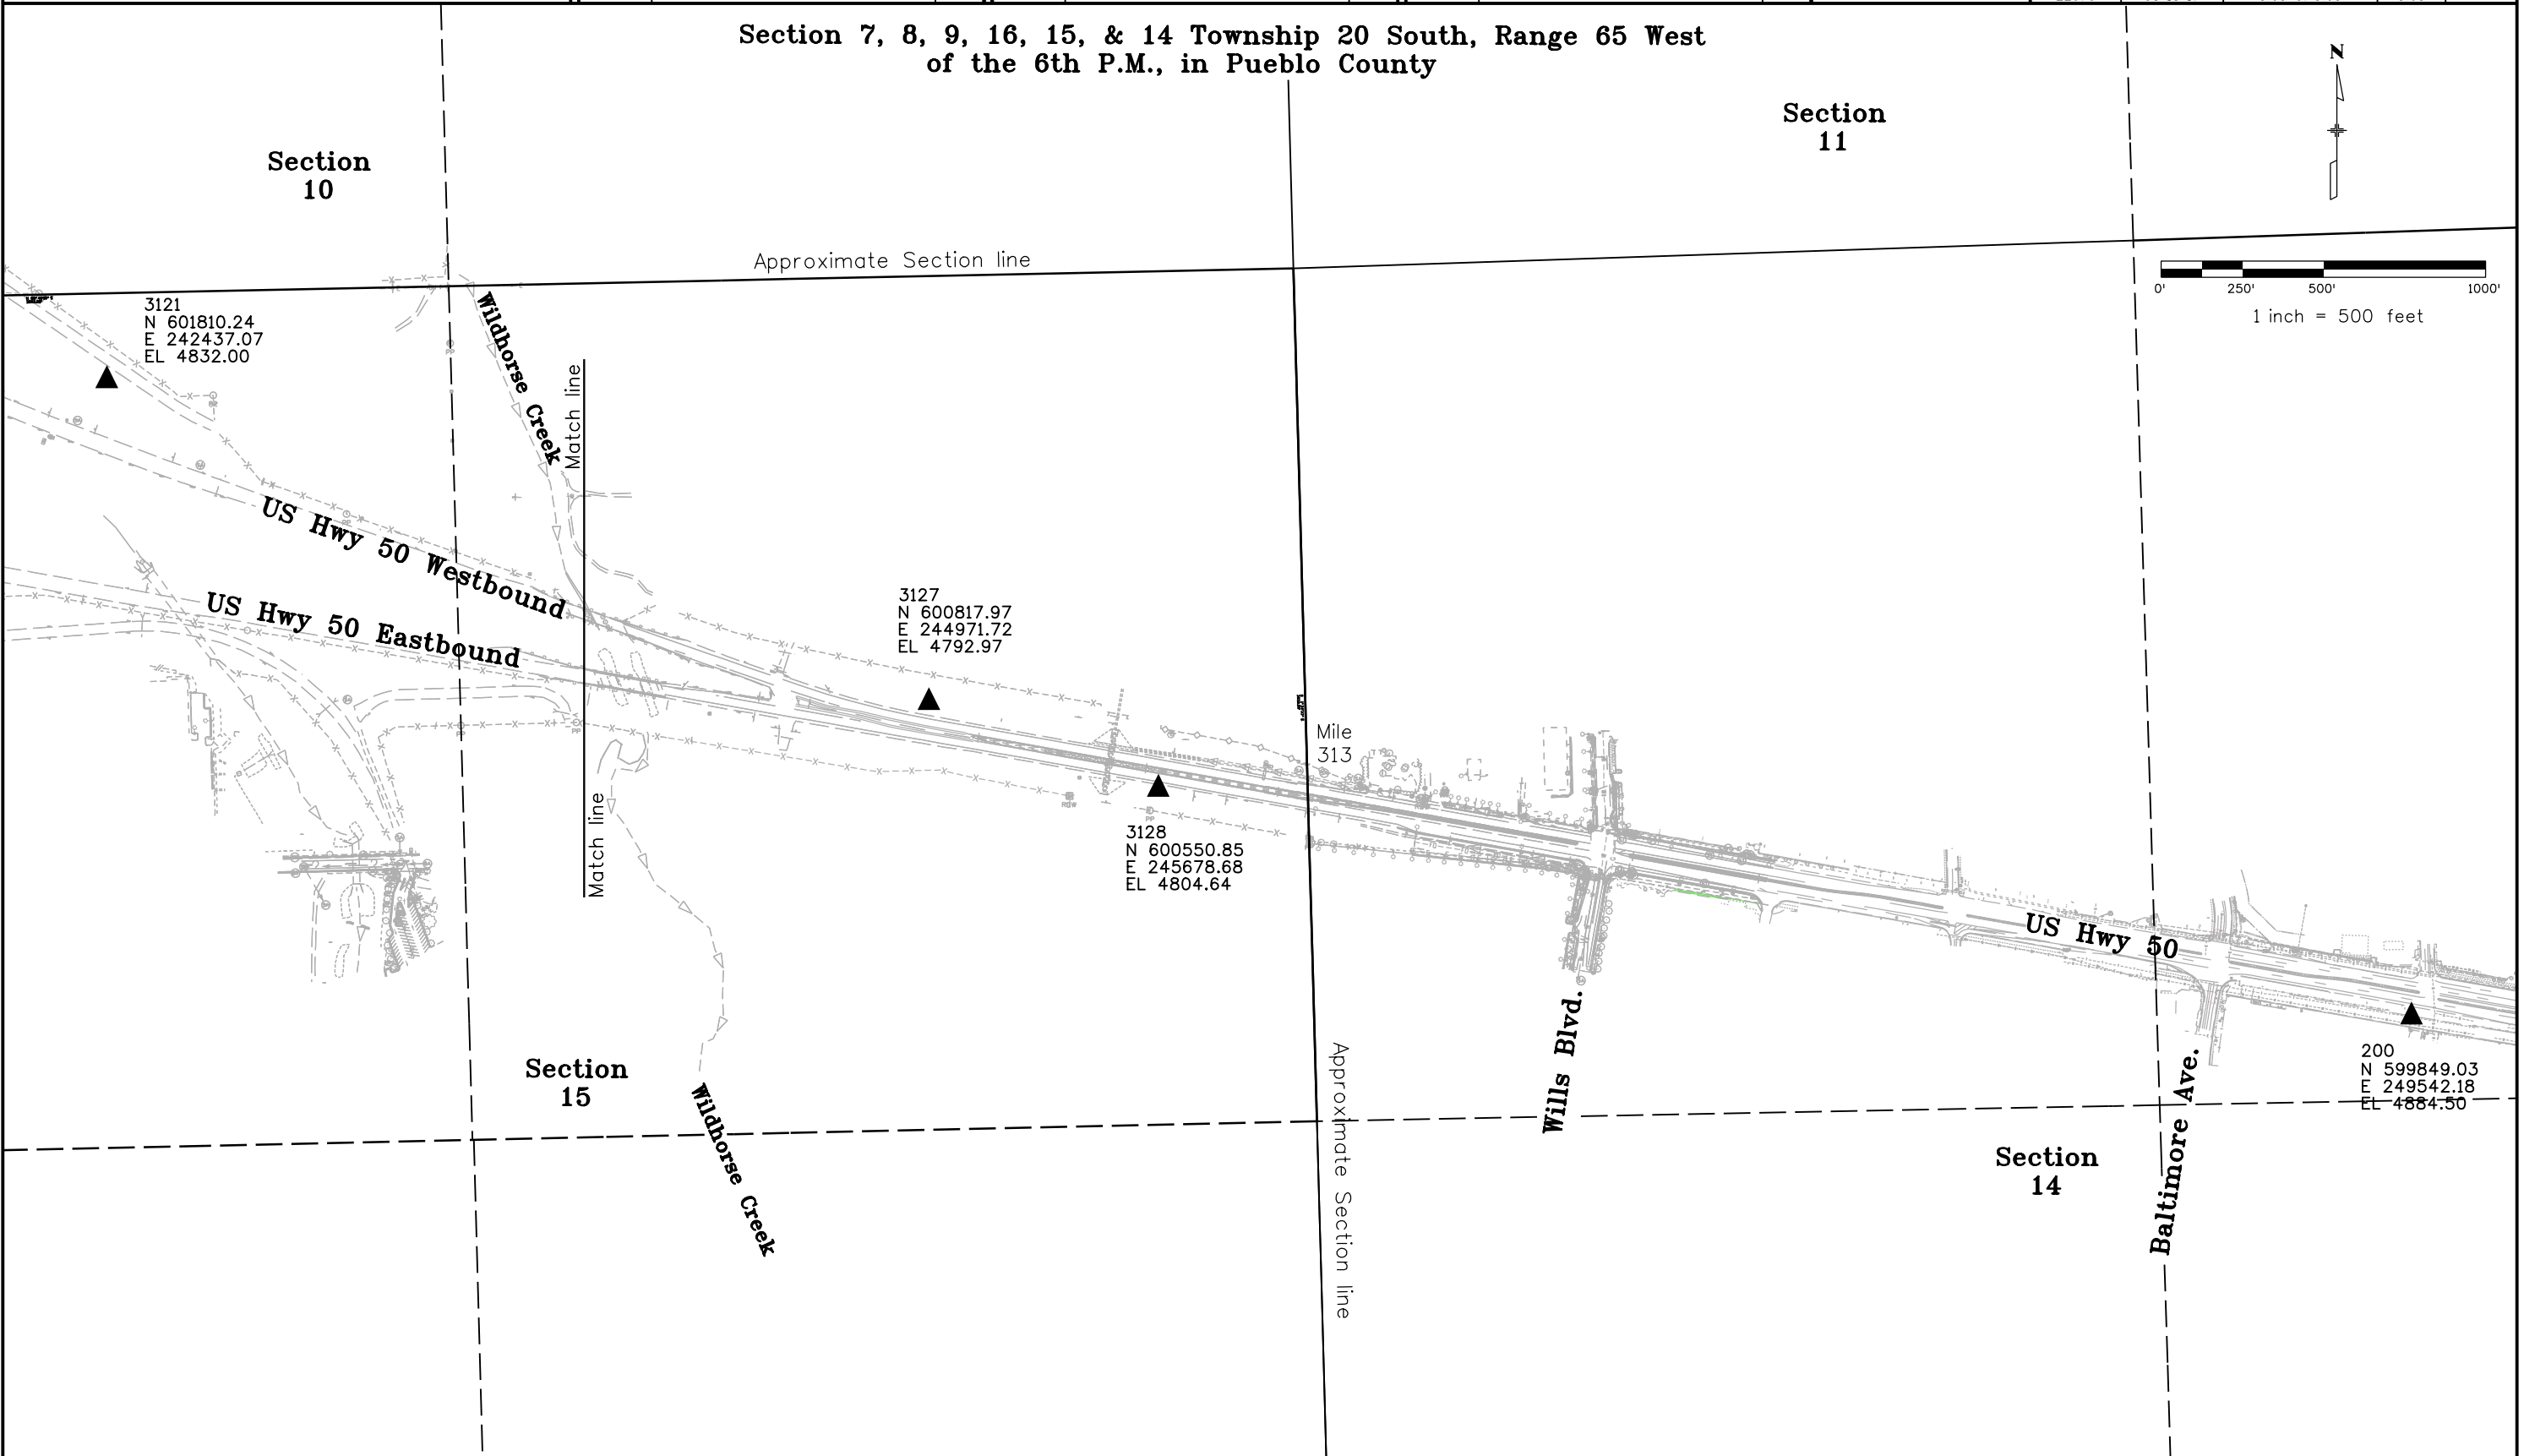 Section 7, 8, 9, 16, 15, & 14 Township 20 South, Range 65 West
of the 6th P.M., in Pueblo County
N
Section
11
Section
10
Approximate Section line
0' 250' 500' 1000'
1 inch = 500 feet
3121
N 601810.24
E 242437.07
EL 4832.00
Wildhorse Creek
Match line
US Hwy 50 Westbound
US Hwy 50 Eastbound
3127
N 600817.97
E 244971.72
EL 4792.97
Mile
313
PP
PP
PP
ROW
PP
3128
N 600550.85
E 245678.68
EL 4804.64
Match line
US Hwy 50
Wills Blvd.
Baltimore Ave.
200
N 599849.03
E 249542.18
EL 4884.50
Section
15
Wildhorse Creek
Approximate Section line
Section
14